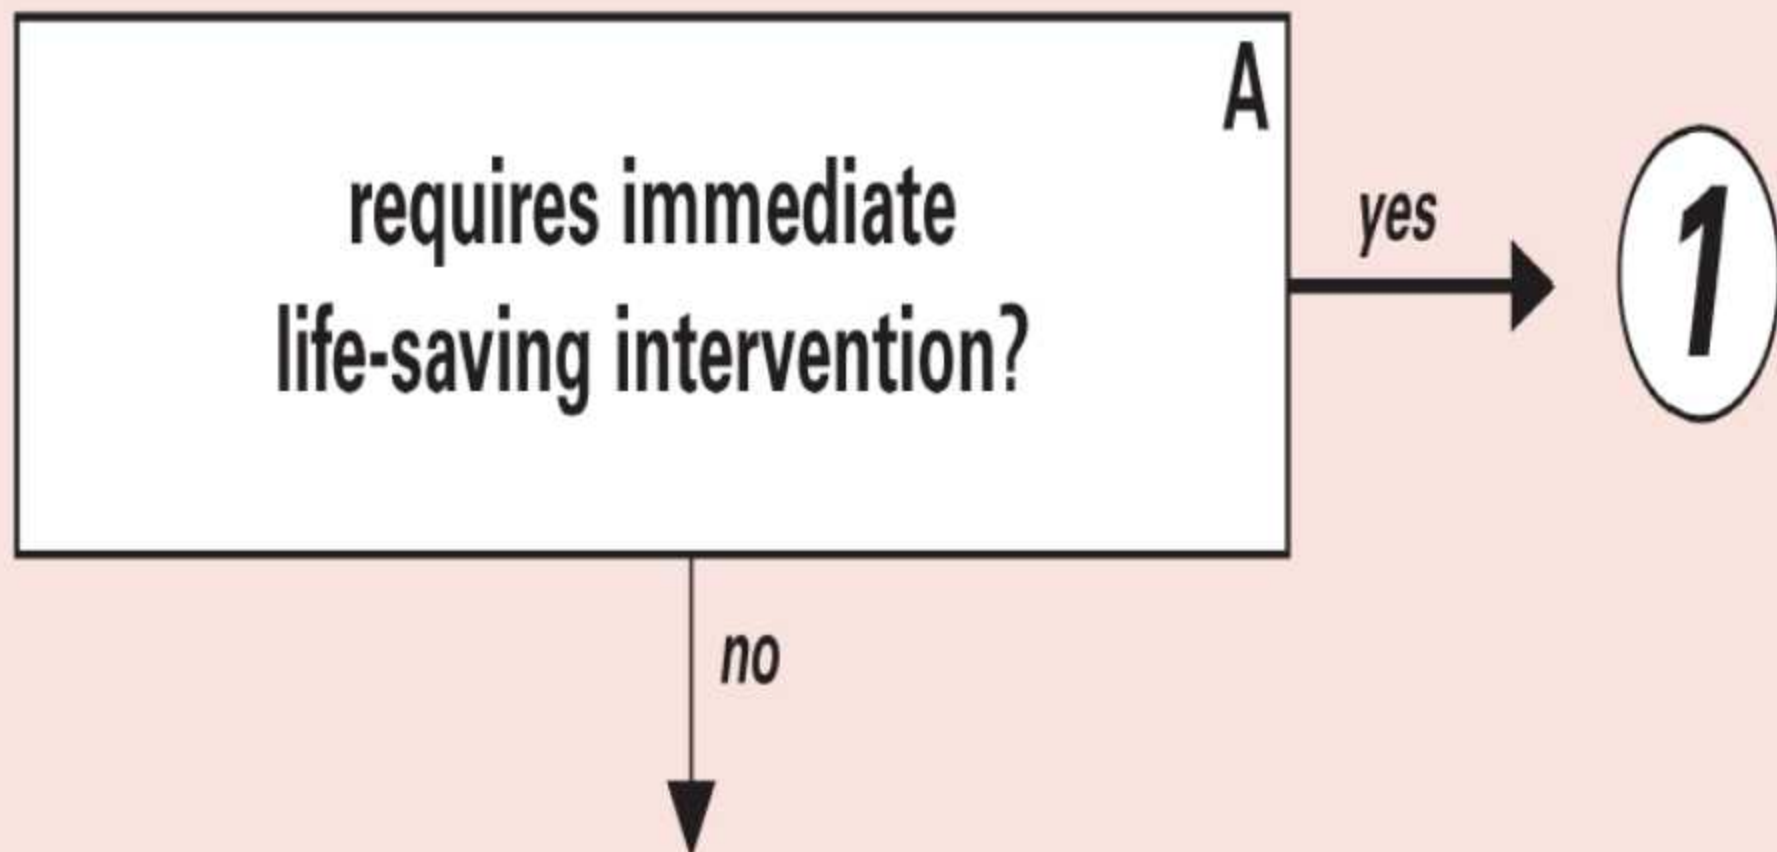 A
requires immediate
life-saving intervention?
yes
1
no